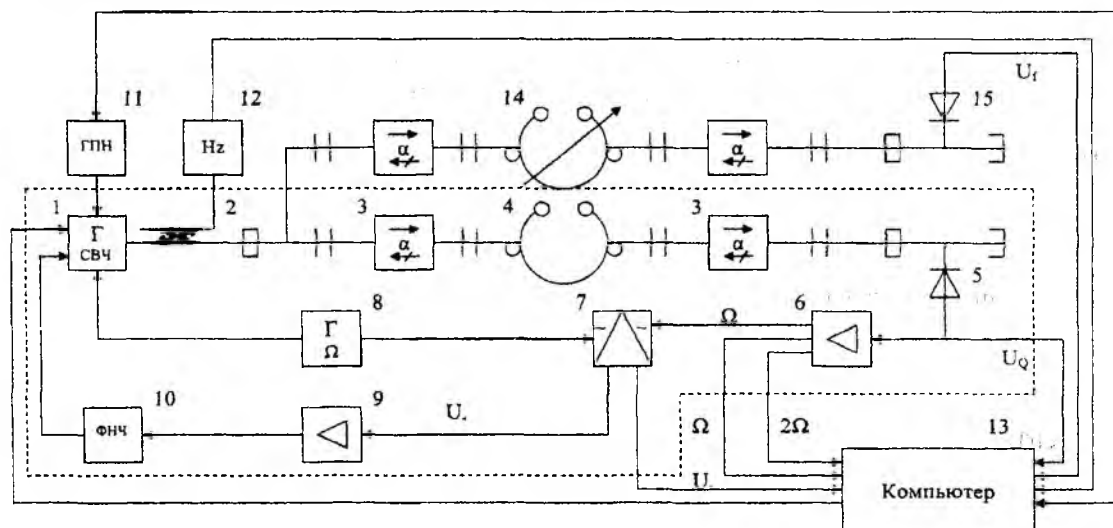 U_f
11 12 14 15
ГПН Hz α α
1 2 3 4 3
Г
СВЧ
α α
5
8 7 6
Г
Ω
Ω
U_Q
10 9
ФНЧ
U₌
Ω 2Ω 13
U₌
Компьютер